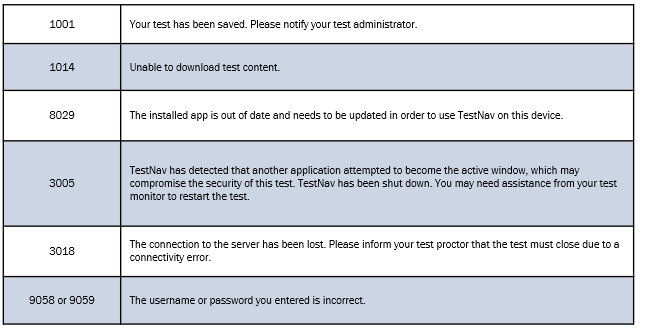 1001 Your test has been saved. Please notify your test administrator.
1014 Unable to download test content.
8029 The installed app is out of date and needs to be updated in order to use TestNav on this device.
TestNav has detected that another application attempted to become the active window, which may
3005 compromise the security of this test. TestNav has been shut down. You may need assistance from your test
monitor to restart the test.
3018 The connection to the server has been lost. Please inform your test proctor that the test must close due to a
connectivity error.
9058 or 9059 The username or password you entered is incorrect.